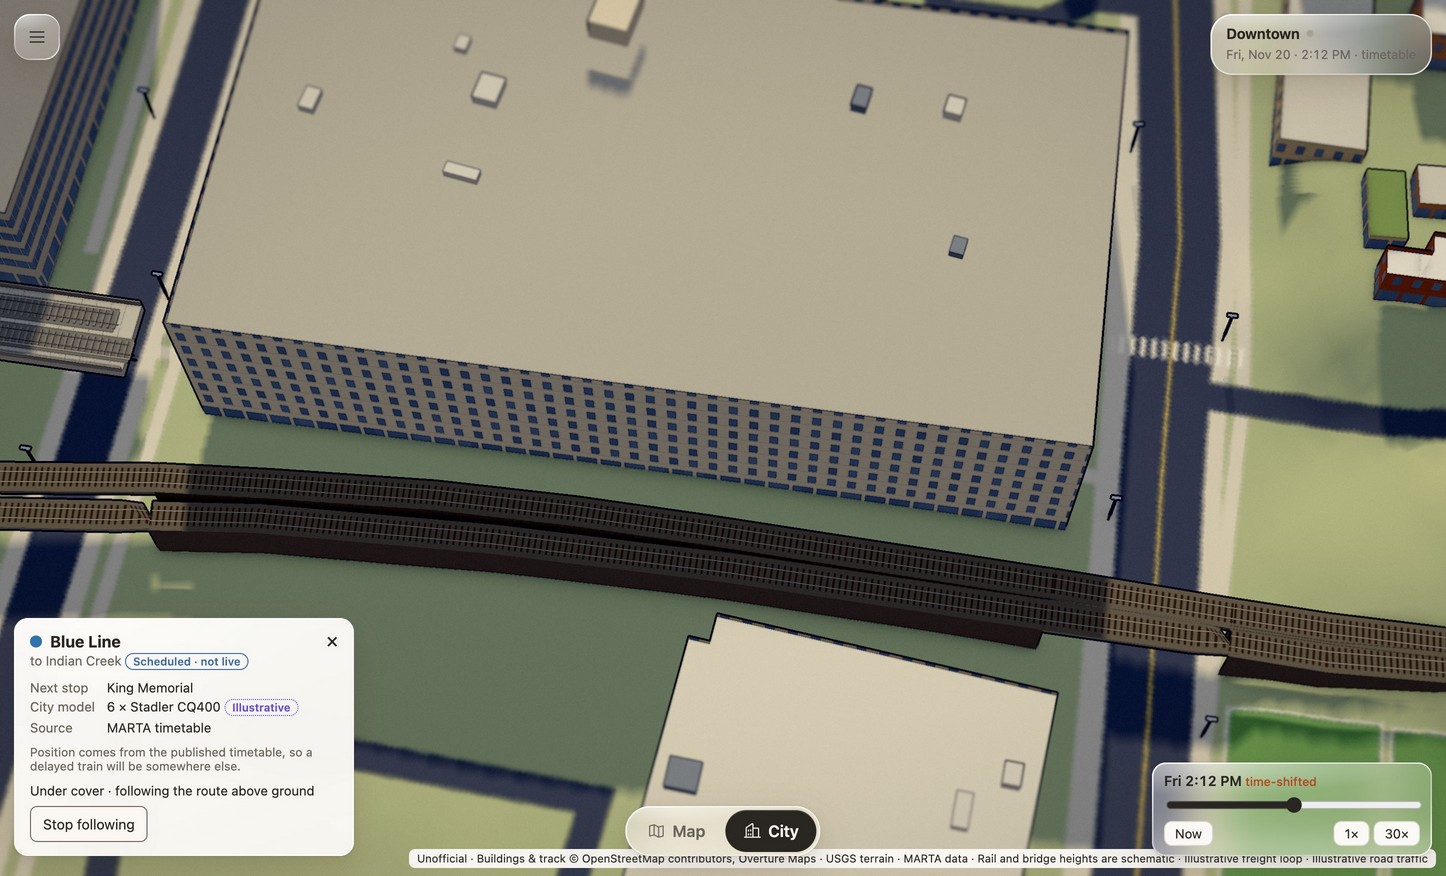 Downtown
Fri, Nov 20 · 2:12 PM · timetable
Blue Line
to Indian Creek Scheduled · not live
Next stop King Memorial
City model 6 × Stadler CQ400 Illustrative
Source MARTA timetable
Position comes from the published timetable, so a
delayed train will be somewhere else.
Under cover · following the route above ground
Stop following
Map City
Fri 2:12 PM time-shifted
Now 1× 30×
Unofficial · Buildings & track © OpenStreetMap contributors, Overture Maps · USGS terrain · MARTA data · Rail and bridge heights are schematic · Illustrative freight loop · Illustrative road traffic